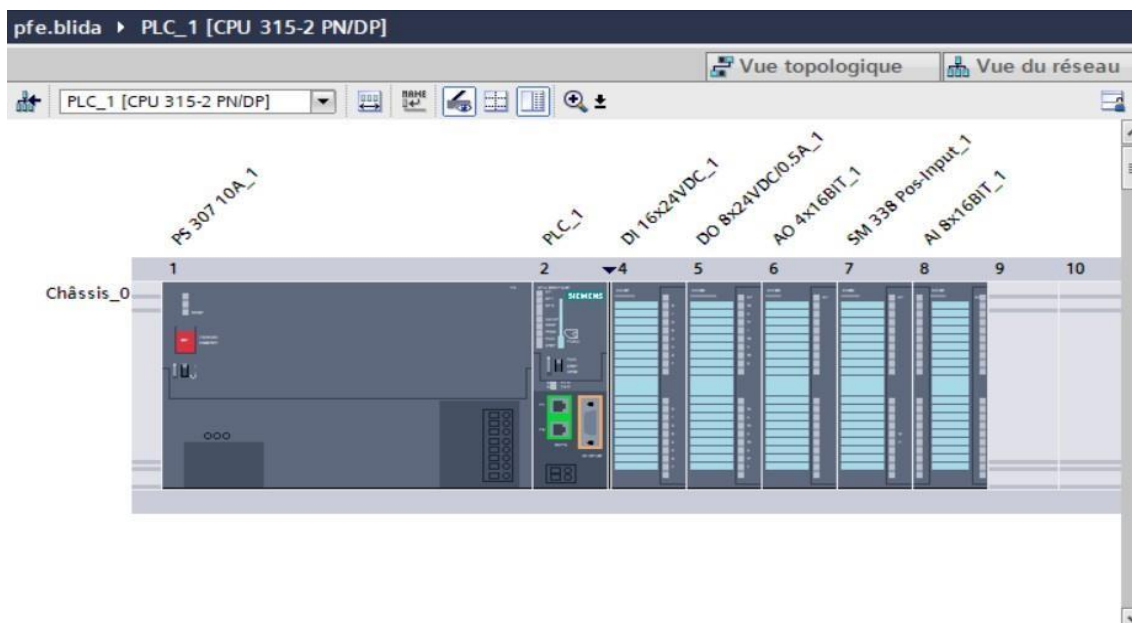 pfe.blida ▸ PLC_1 [CPU 315-2 PN/DP]
Vue topologique Vue du réseau
PLC_1 [CPU 315-2 PN/DP]
PS 307 10A_1 PLC_1 DI 16x24VDC_1 DO 8x24VDC/0.5A_1 AO 4x16BIT_1 SM 338 Pos-Input_1 AI 8x16BIT_1
1 2 4 5 6 7 8 9 10
Châssis_0
SIEMENS